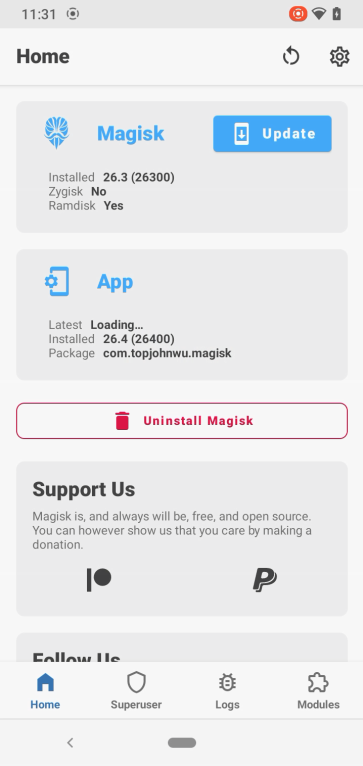 11:31
Home
Magisk
Update
Installed 26.3 (26300)
Zygisk No
Ramdisk Yes
App
Latest Loading...
Installed 26.4 (26400)
Package com.topjohnwu.magisk
Uninstall Magisk
Support Us
Magisk is, and always will be, free, and open source.
You can however show us that you care by making a
donation.
Follow Us
Home Superuser Logs Modules